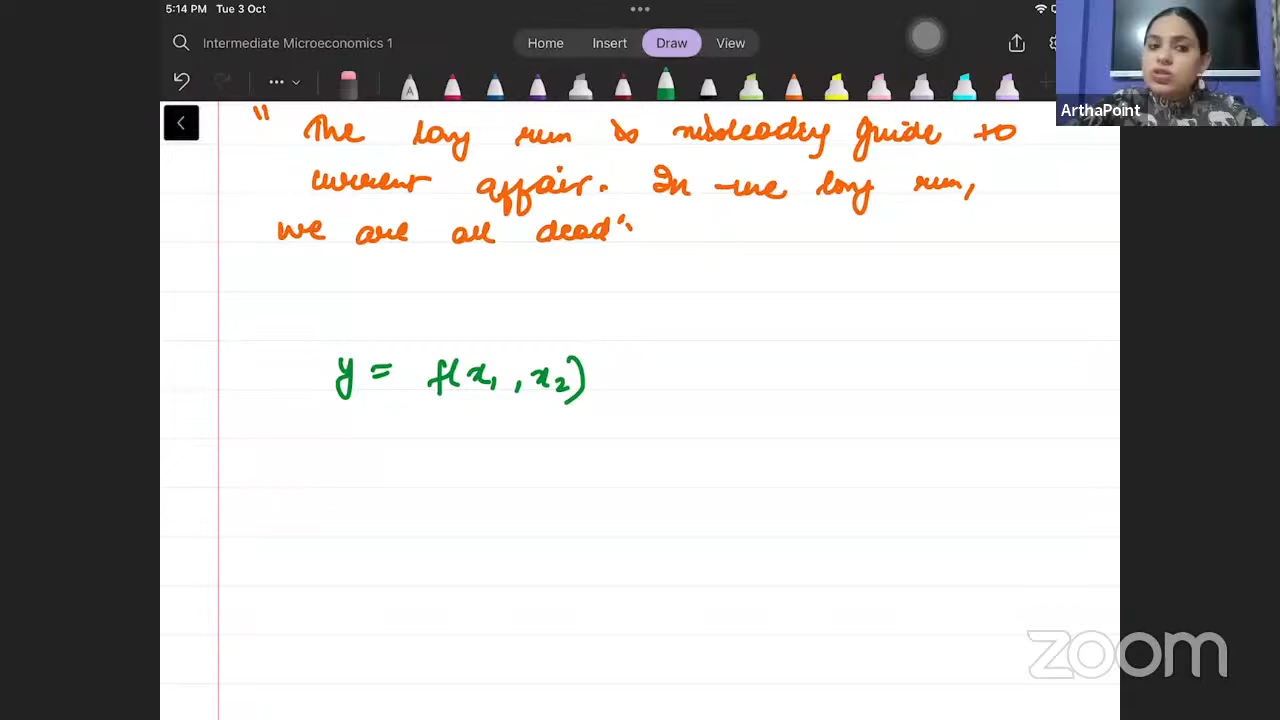 5:14 PM Tue 3 Oct
Intermediate Microeconomics 1
Home Insert Draw View
A
ArthaPoint
" The long run is misleading guide to
current affair. In the long run,
we are all dead".
y = f(x₁, x₂)
zoom